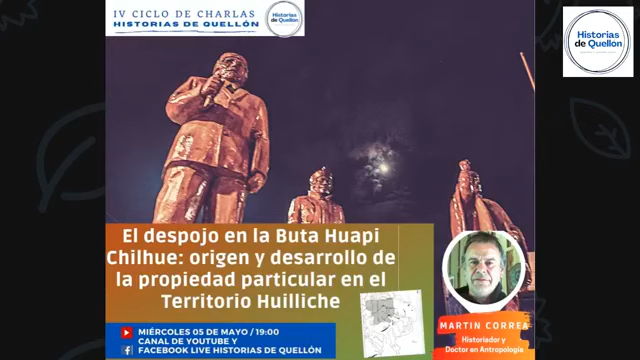 IV CICLO DE CHARLAS
HISTORIAS DE QUELLÓN
Historias
de Quellon
Historias
de Quellon
El despojo en la Buta Huapi
Chilhue: origen y desarrollo de
la propiedad particular en el
Territorio Huilliche
MIÉRCOLES 05 DE MAYO / 19:00
CANAL DE YOUTUBE Y
FACEBOOK LIVE HISTORIAS DE QUELLÓN
MARTIN CORREA
Historiador y
Doctor en Antropología